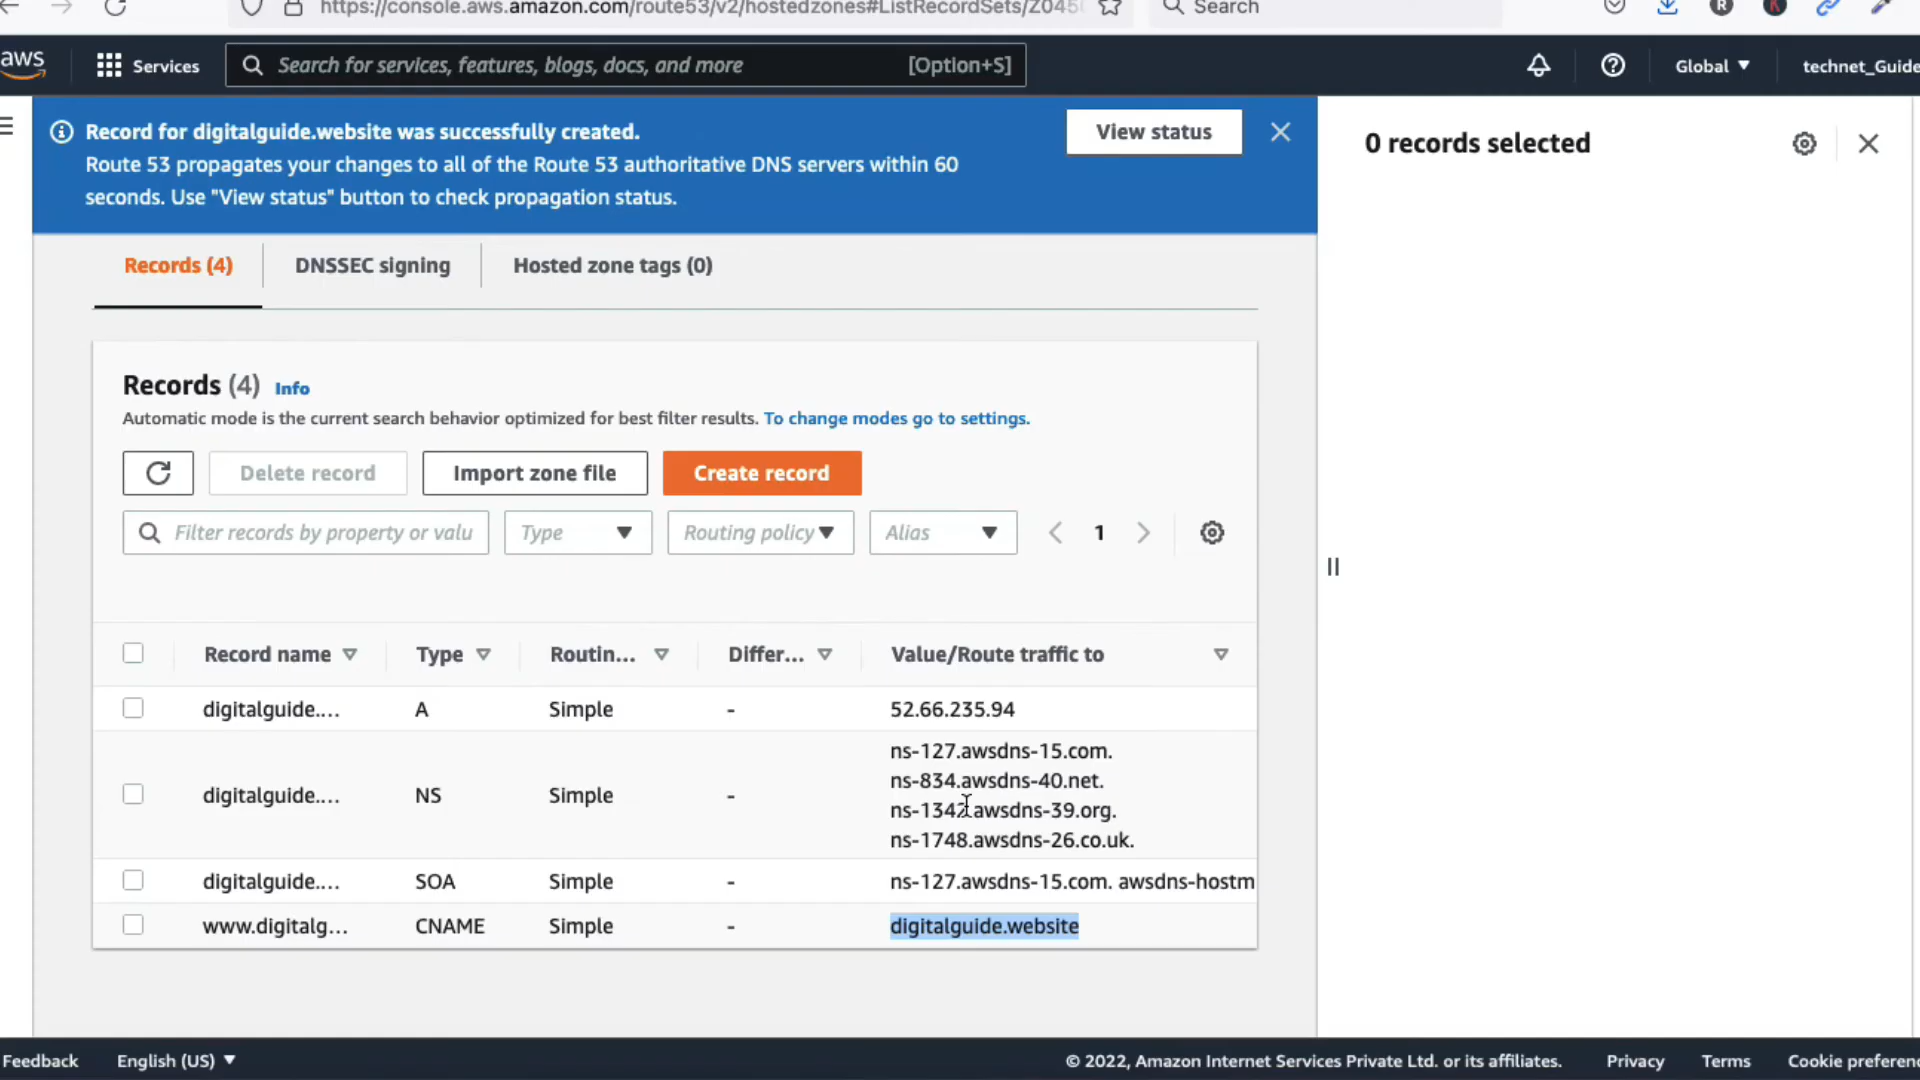 https://console.aws.amazon.com/route53/v2/hostedzones#ListRecordSets/Z0450
Search
R
K
aws
Services
Search for services, features, blogs, docs, and more
[Option+S]
Global
technet_Guide
Record for digitalguide.website was successfully created.
Route 53 propagates your changes to all of the Route 53 authoritative DNS servers within 60
seconds. Use "View status" button to check propagation status.
View status
0 records selected
Records (4)
DNSSEC signing
Hosted zone tags (0)
Records (4) Info
Automatic mode is the current search behavior optimized for best filter results. To change modes go to settings.
Delete record
Import zone file
Create record
Filter records by property or valu
Type
Routing policy
Alias
1
Record name
Type
Routin...
Differ...
Value/Route traffic to
digitalguide....
A
Simple
-
52.66.235.94
digitalguide....
NS
Simple
-
ns-127.awsdns-15.com.
ns-834.awsdns-40.net.
ns-1342.awsdns-39.org.
ns-1748.awsdns-26.co.uk.
digitalguide....
SOA
Simple
-
ns-127.awsdns-15.com. awsdns-hostm
www.digitalg...
CNAME
Simple
-
digitalguide.website
Feedback
English (US)
© 2022, Amazon Internet Services Private Ltd. or its affiliates.
Privacy
Terms
Cookie preferen